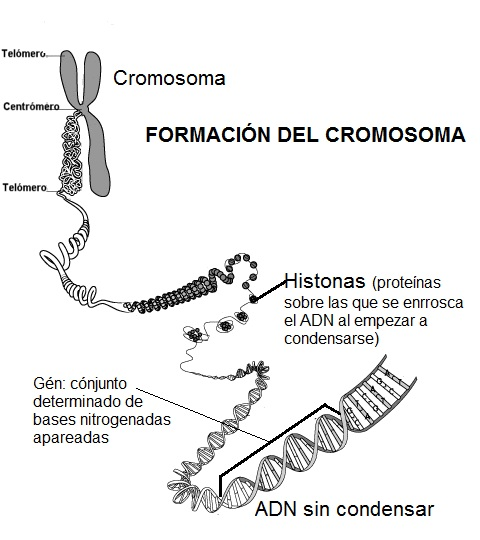 Telómero
Cromosoma
Centrómero
FORMACIÓN DEL CROMOSOMA
Telómero
Histonas (proteínas
sobre las que se enrrosca
el ADN al empezar a
condensarse)
Gén: cónjunto
determinado de
bases nitrogenadas
apareadas
ADN sin condensar